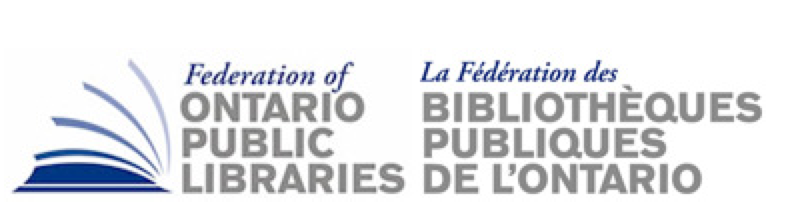 Federation of
ONTARIO
PUBLIC
LIBRARIES
La Fédération des
BIBLIOTHÈQUES
PUBLIQUES
DE L'ONTARIO